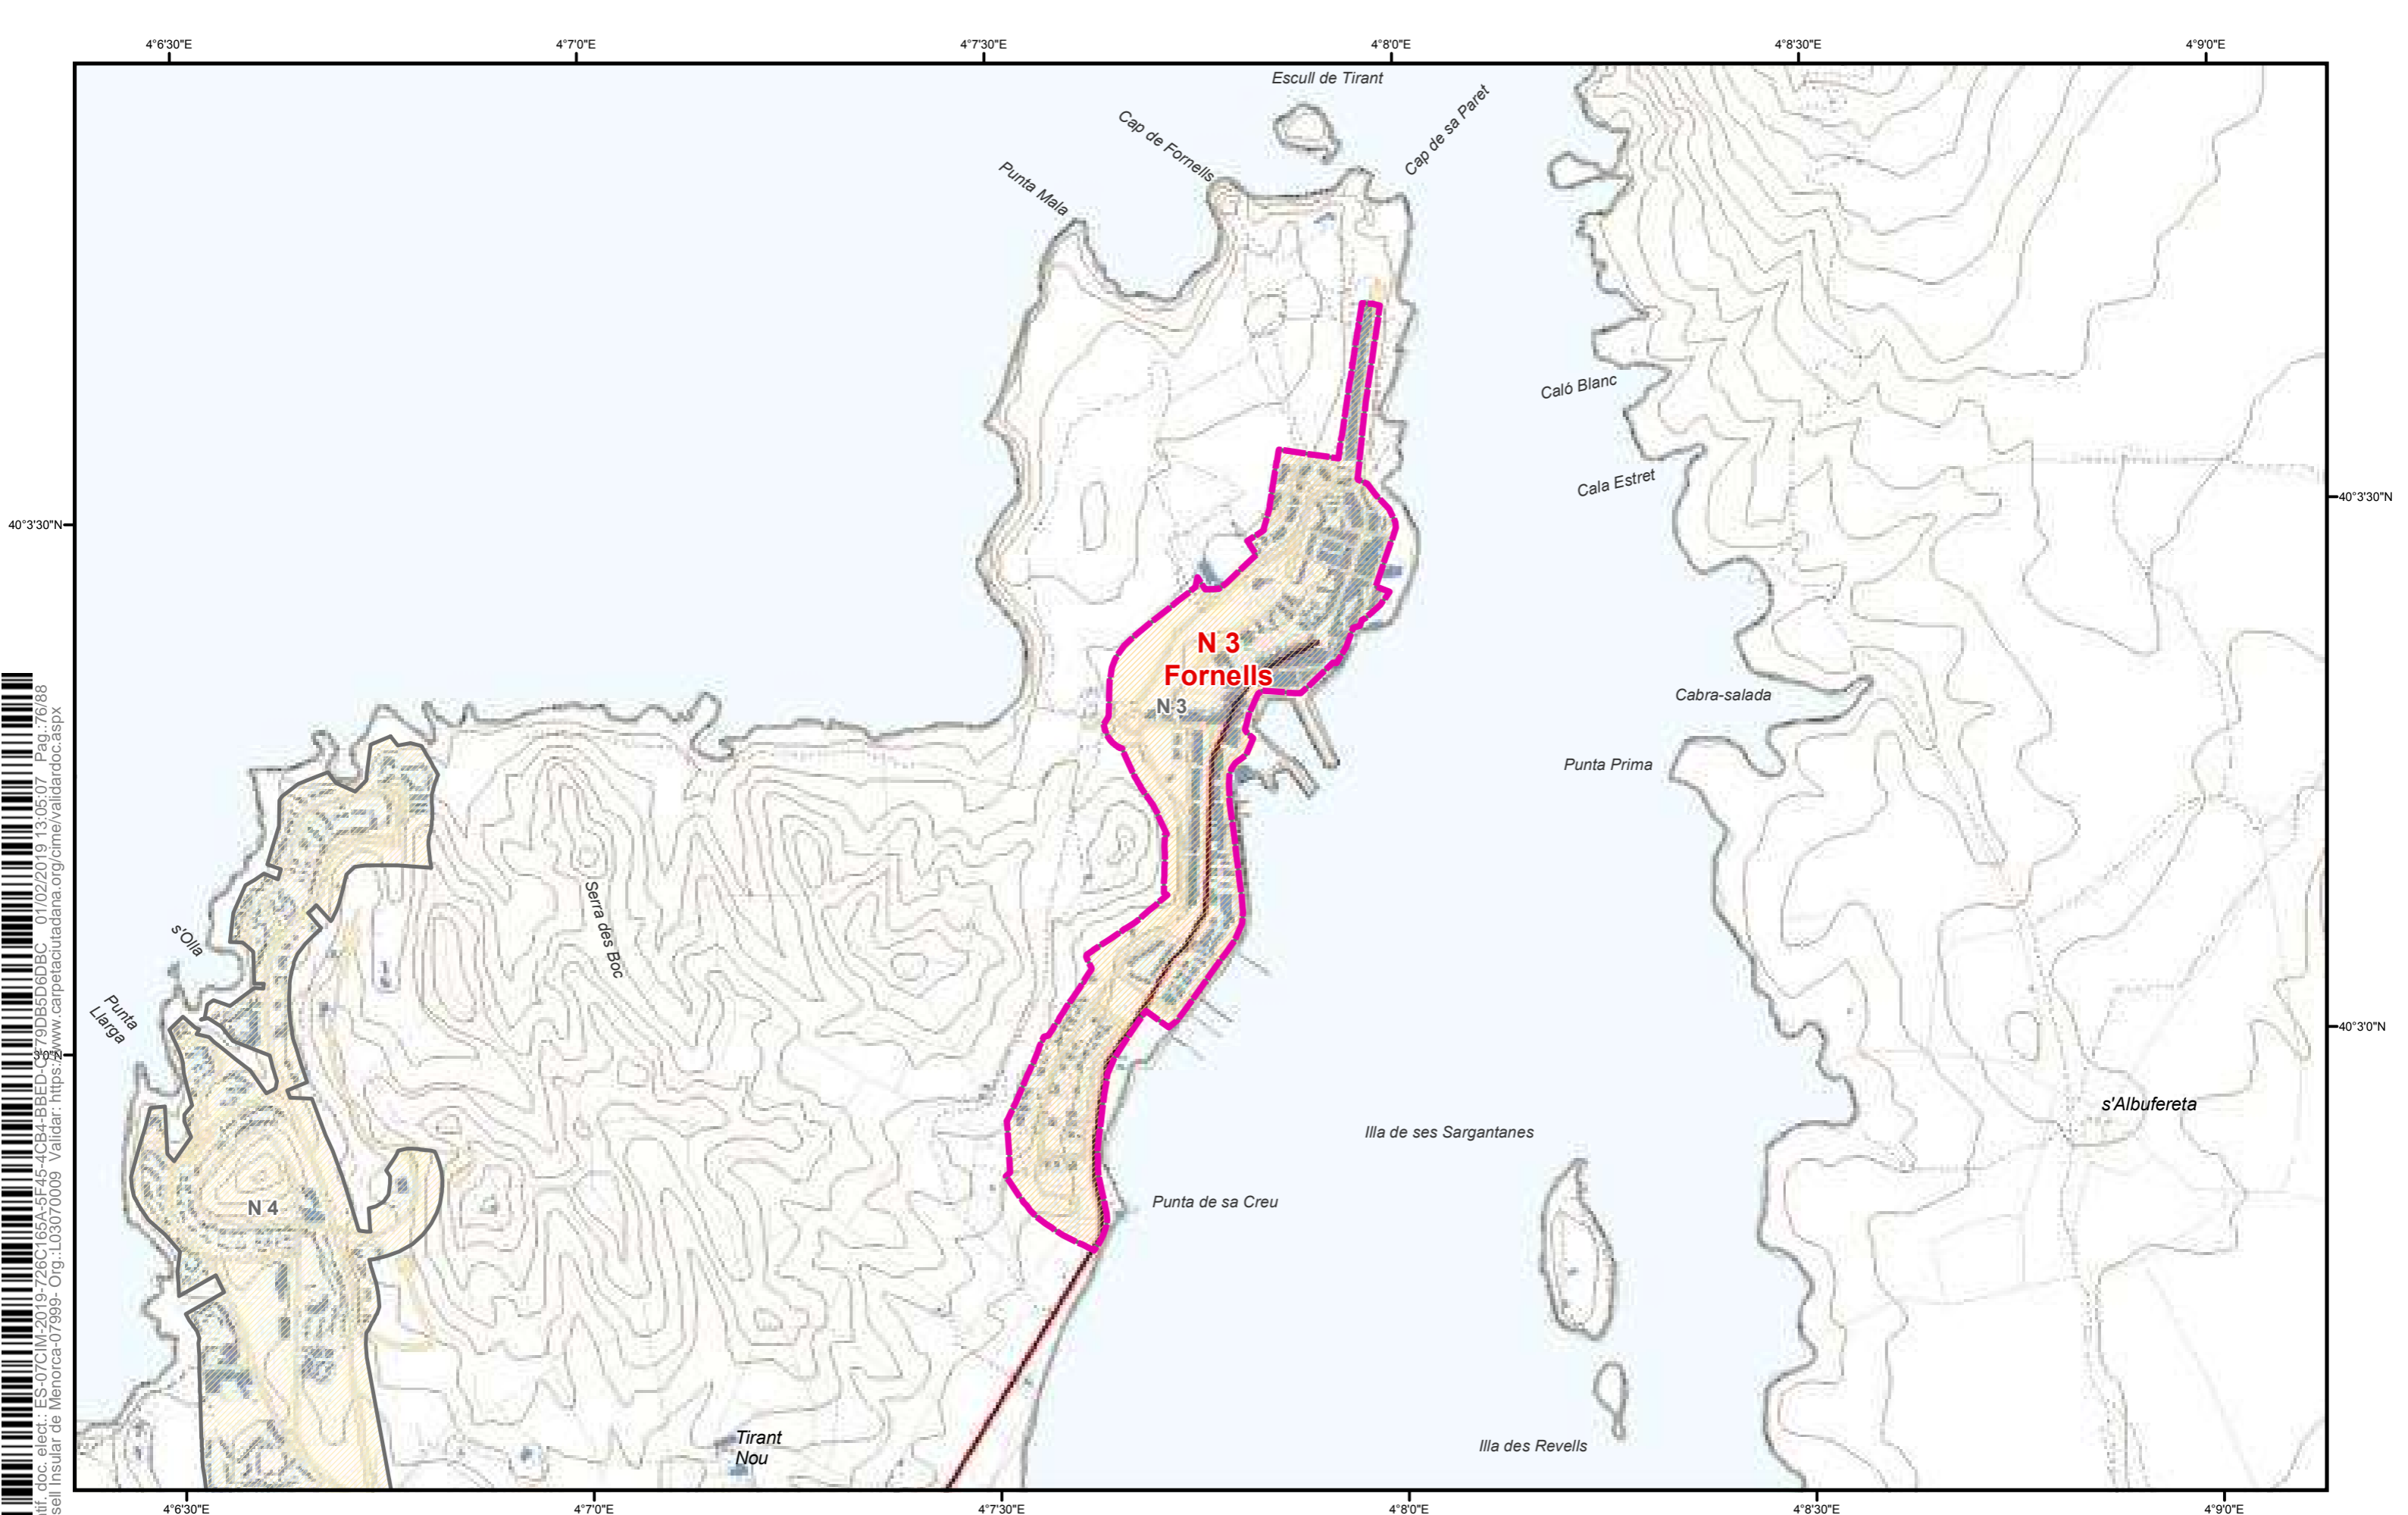 4°6'30"E
4°7'0"E
4°7'30"E
4°8'0"E
4°8'30"E
4°9'0"E
Escull de Tirant
Cap de Fornells
Cap de sa Paret
Punta Mala
Caló Blanc
Cala Estret
40°3'30"N
40°3'30"N
N 3
Fornells
N 3
Cabra-salada
Punta Prima
Serra des Boc
s'Olla
Punta
Llarga
40°3'0"N
s'Albufereta
Illa de ses Sargantanes
Punta de sa Creu
N 4
Tirant
Nou
Illa des Revells
4°6'30"E
4°7'0"E
4°7'30"E
4°8'0"E
4°8'30"E
4°9'0"E
doc. elect.: ES-07CIM-2019-726C165A-5F45-4CB4-BBED- 01/02/2019 13:05:07 Pag.:76/88
Insular de Menorca-07999- Org.:L03070009 Validar: https://www.carpetaciutadana.org/cime/validardoc.aspx